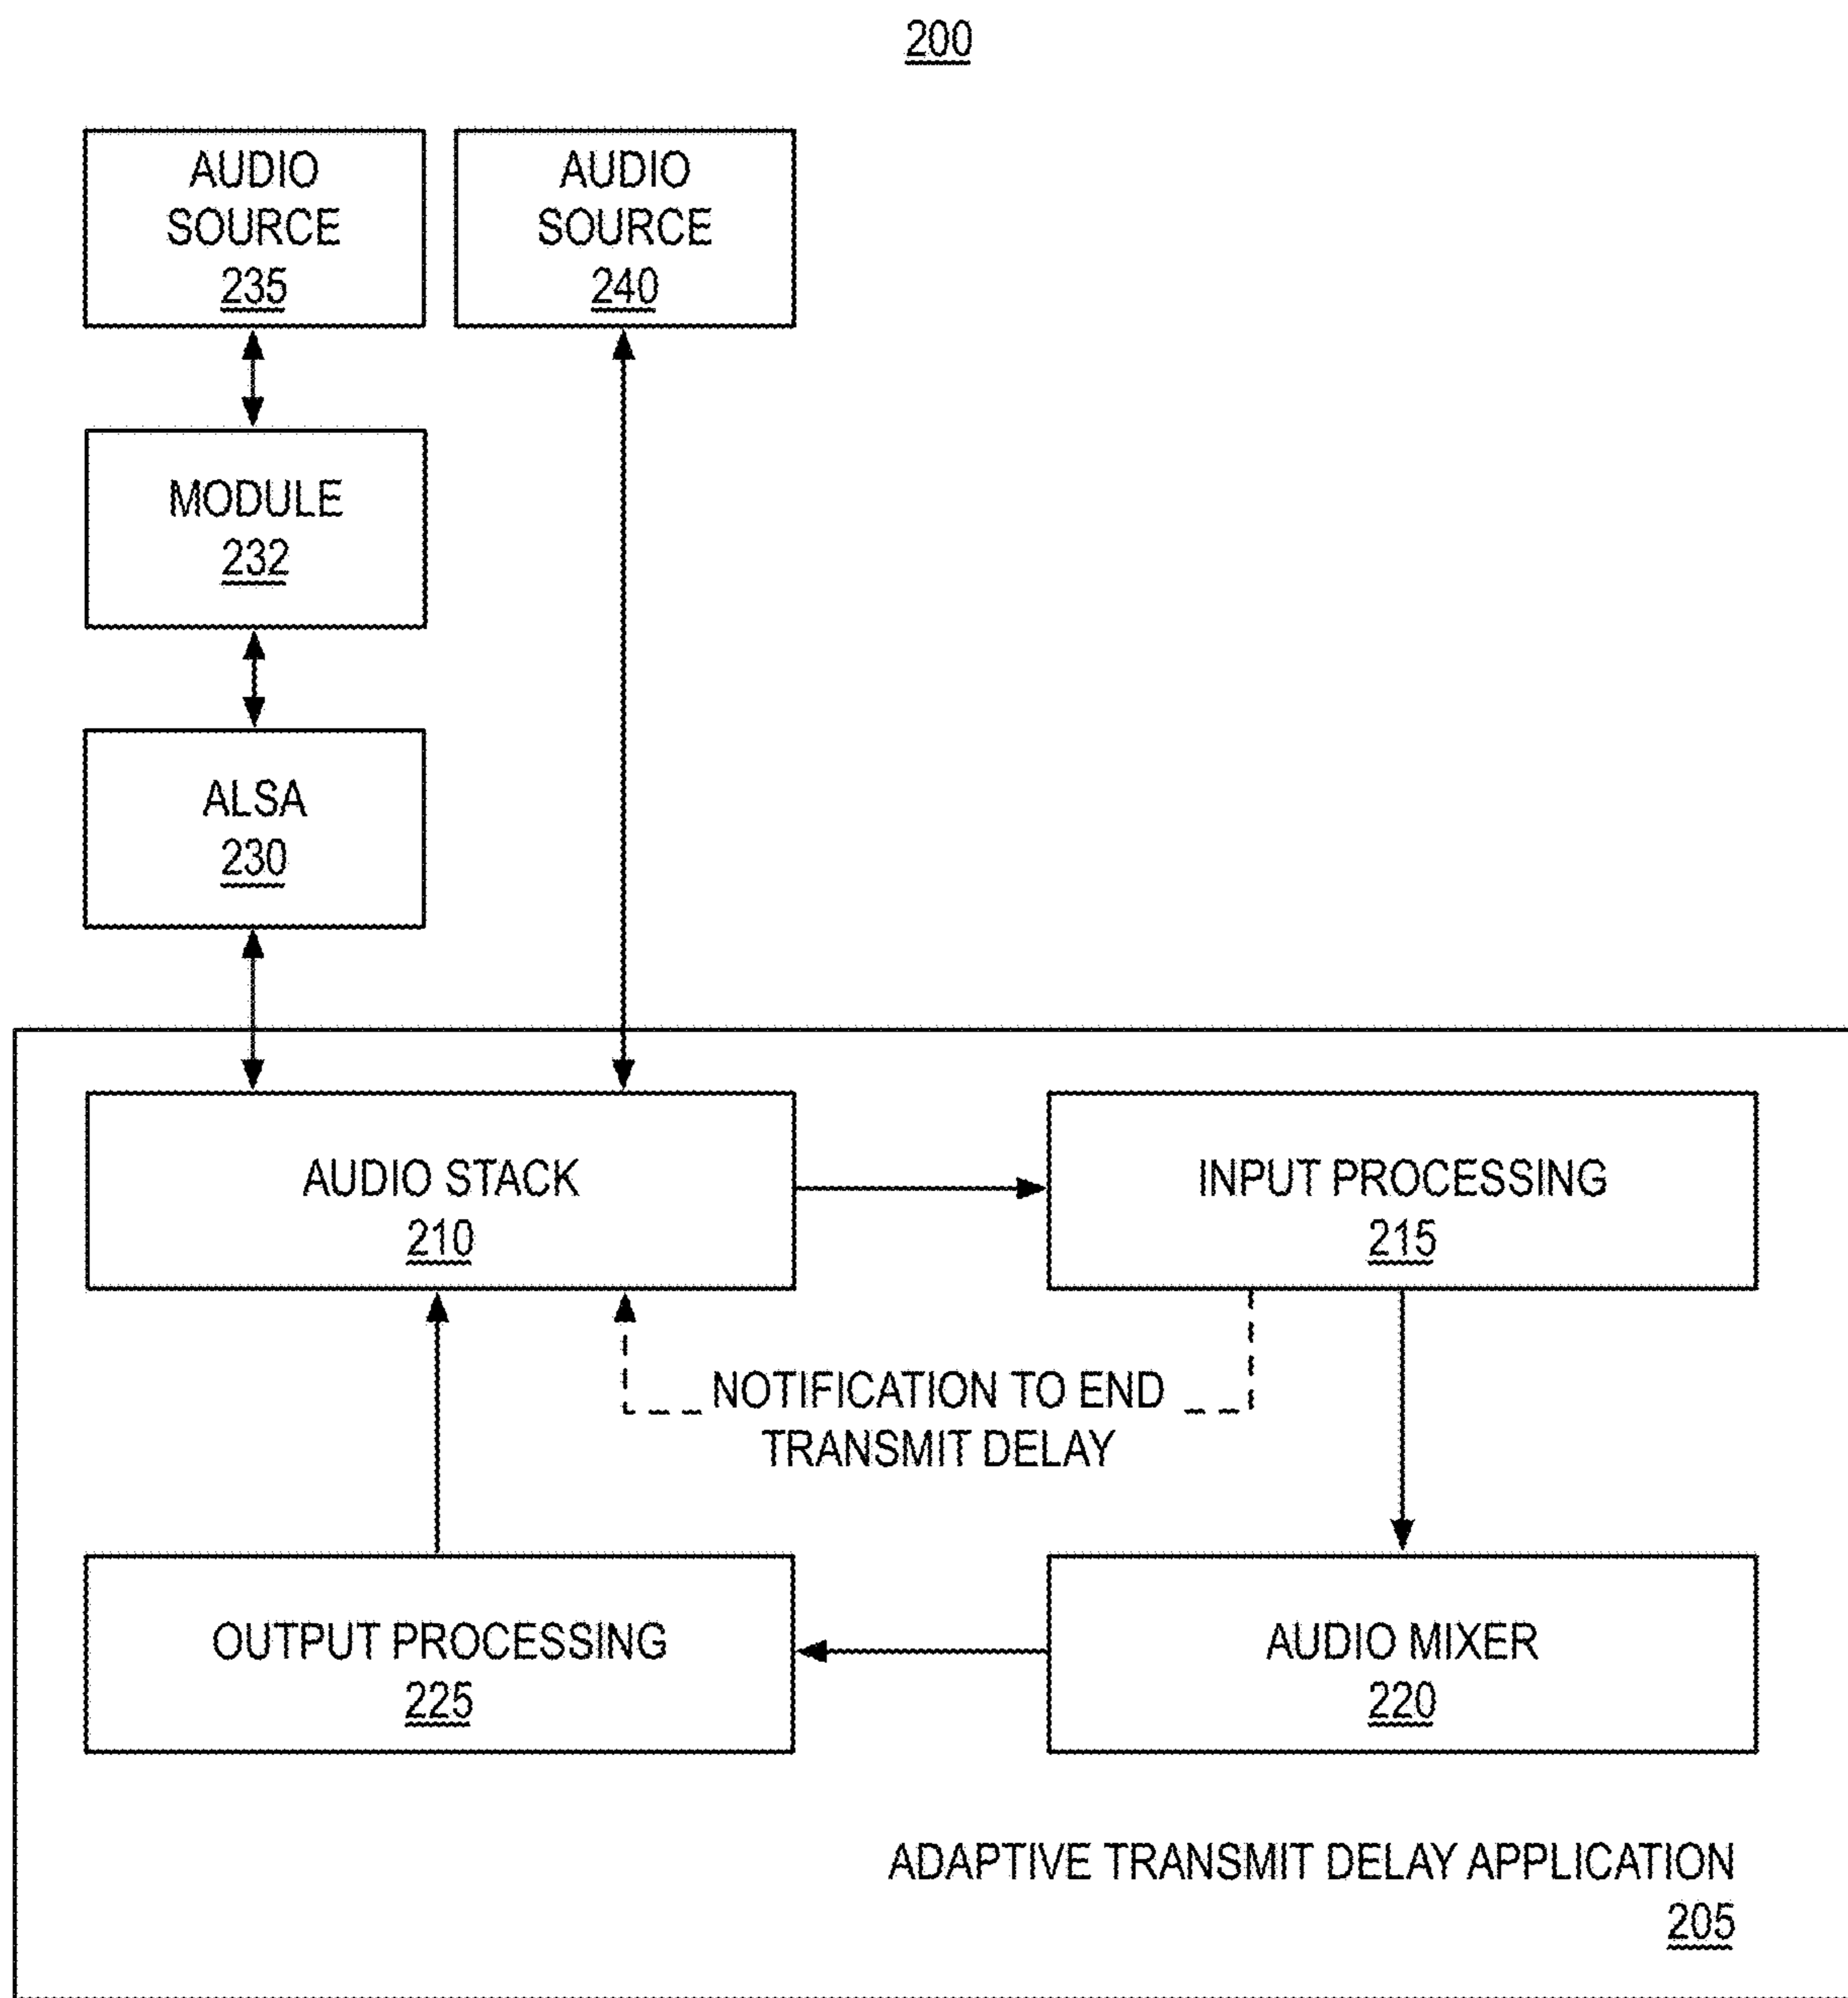 200
AUDIO
SOURCE
235
AUDIO
SOURCE
240
MODULE
232
ALSA
230
AUDIO STACK
210
INPUT PROCESSING
215
NOTIFICATION TO END
TRANSMIT DELAY
OUTPUT PROCESSING
225
AUDIO MIXER
220
ADAPTIVE TRANSMIT DELAY APPLICATION
205